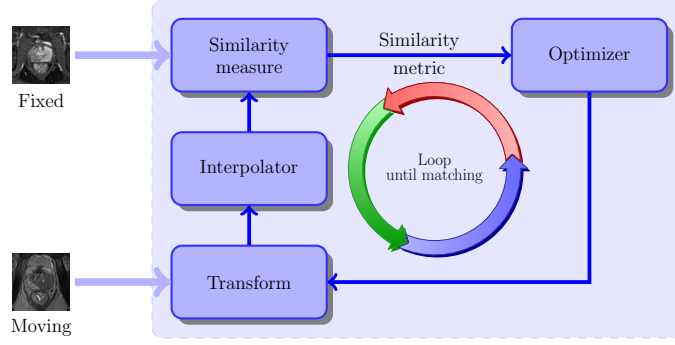 Similarity
measure
Similarity
metric
Optimizer
Fixed
Interpolator
Loop
until matching
Transform
Moving